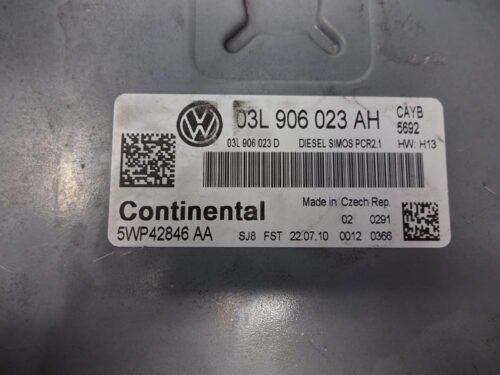 03L 906 023 AH CAYB
5692
03L 906 023 D DIESEL SIMOS PCR2.1 HW: H13
Continental Made in Czech Rep.
02 0291
5WP42846 AA SJ8 FST 22.07.10 0012 0366